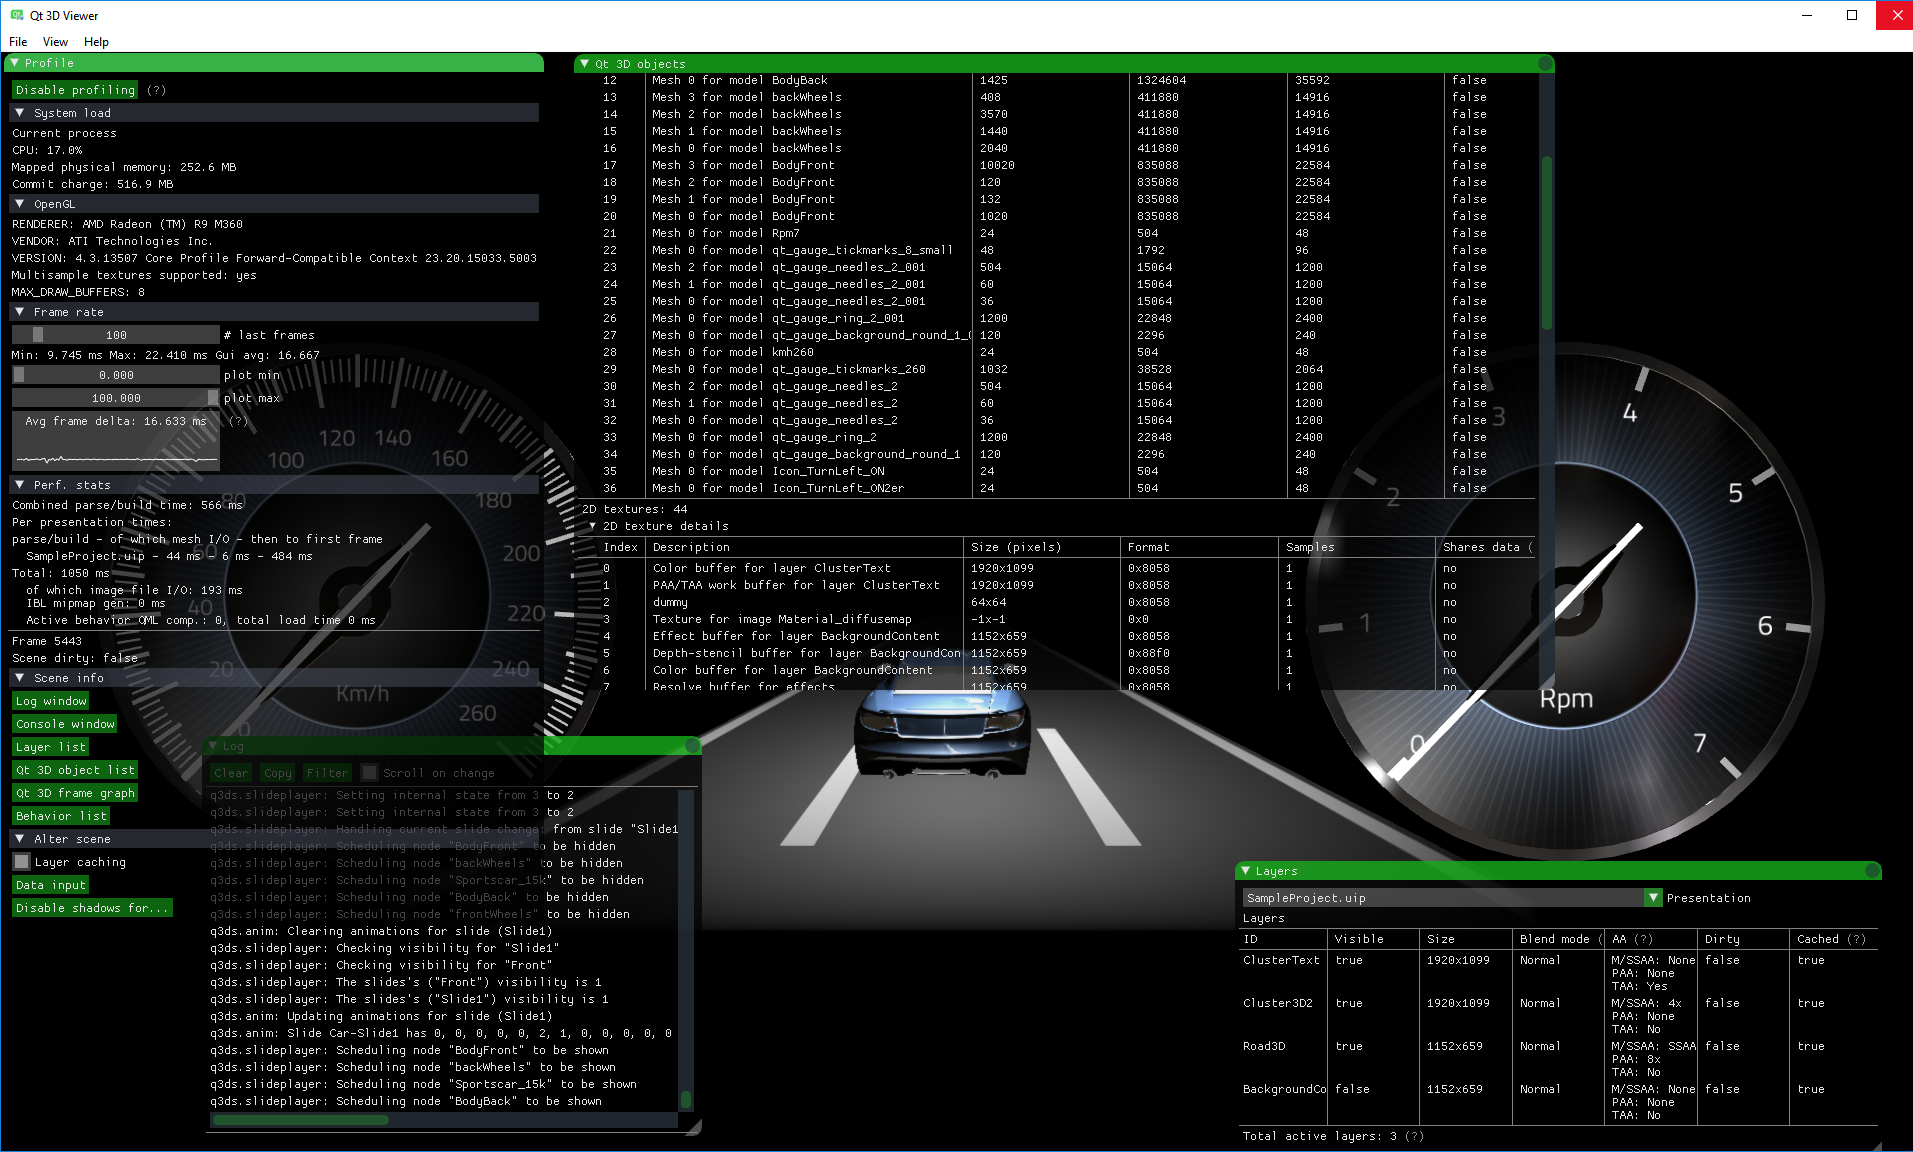 Qt 3D Viewer
File View Help
Profile
Disable profiling (?)
System load
Current process
CPU: 17.0%
Mapped physical memory: 252.6 MB
Commit charge: 516.9 MB
OpenGL
RENDERER: AMD Radeon (TM) R9 M360
VENDOR: ATI Technologies Inc.
VERSION: 4.3.13507 Core Profile Forward-Compatible Context 23.20.15033.5003
Multisample textures supported: yes
MAX_DRAW_BUFFERS: 8
Frame rate
100 # last frames
Min: 9.745 ms Max: 22.410 ms Gui avg: 16.667
0.000 plot min
100.000 plot max
Avg frame delta: 16.633 ms (?)
Perf. stats
Combined parse/build time: 566 ms
Per presentation times:
parse/build - of which mesh I/O - then to first frame
SampleProject.uip - 44 ms - 6 ms - 484 ms
Total: 1050 ms
of which image file I/O: 193 ms
IBL mipmap gen: 0 ms
Active behavior QML comp.: 0, total load time 0 ms
Frame 5443
Scene dirty: false
Scene info
Log window
Console window
Layer list
Qt 3D object list
Qt 3D frame graph
Behavior list
Alter scene
Layer caching
Data input
Disable shadows for...
0 20 40 60 80 100 120 140 160 180 200 220 240 260
Km/h
Qt 3D objects
12 Mesh 0 for model BodyBack 1425 1324604 35592 false
13 Mesh 3 for model backWheels 408 411880 14916 false
14 Mesh 2 for model backWheels 3570 411880 14916 false
15 Mesh 1 for model backWheels 1440 411880 14916 false
16 Mesh 0 for model backWheels 2040 411880 14916 false
17 Mesh 3 for model BodyFront 10020 835088 22584 false
18 Mesh 2 for model BodyFront 120 835088 22584 false
19 Mesh 1 for model BodyFront 132 835088 22584 false
20 Mesh 0 for model BodyFront 1020 835088 22584 false
21 Mesh 0 for model Rpm7 24 504 48 false
22 Mesh 0 for model qt_gauge_tickmarks_8_small 48 1792 96 false
23 Mesh 2 for model qt_gauge_needles_2_001 504 15064 1200 false
24 Mesh 1 for model qt_gauge_needles_2_001 60 15064 1200 false
25 Mesh 0 for model qt_gauge_needles_2_001 36 15064 1200 false
26 Mesh 0 for model qt_gauge_ring_2_001 1200 22848 2400 false
27 Mesh 0 for model qt_gauge_background_round_1_0 120 2296 240 false
28 Mesh 0 for model kmh260 24 504 48 false
29 Mesh 0 for model qt_gauge_tickmarks_260 1032 38528 2064 false
30 Mesh 2 for model qt_gauge_needles_2 504 15064 1200 false
31 Mesh 1 for model qt_gauge_needles_2 60 15064 1200 false
32 Mesh 0 for model qt_gauge_needles_2 36 15064 1200 false
33 Mesh 0 for model qt_gauge_ring_2 1200 22848 2400 false
34 Mesh 0 for model qt_gauge_background_round_1 120 2296 240 false
35 Mesh 0 for model Icon_TurnLeft_ON 24 504 48 false
36 Mesh 0 for model Icon_TurnLeft_ON2er 24 504 48 false
2D textures: 44
2D texture details
Index Description Size (pixels) Format Samples Shares data (
0 Color buffer for layer ClusterText 1920x1099 0x8058 1 no
1 PAA/TAA work buffer for layer ClusterText 1920x1099 0x8058 1 no
2 dummy 64x64 0x8058 1 no
3 Texture for image Material_diffusemap -1x-1 0x0 1 no
4 Effect buffer for layer BackgroundContent 1152x659 0x8058 1 no
5 Depth-stencil buffer for layer BackgroundCon 1152x659 0x88f0 1 no
6 Color buffer for layer BackgroundContent 1152x659 0x8058 1 no
7 Resolve buffer for effects 1152x659 0x8058 1 no
0 1 2 3 4 5 6 7
Rpm
Log
Clear Copy Filter Scroll on change
q3ds.slideplayer: Setting internal state from 3 to 2
q3ds.slideplayer: Setting internal state from 3 to 2
q3ds.slideplayer: Handling current slide change: from slide "Slide1
q3ds.slideplayer: Scheduling node "BodyFront" to be hidden
q3ds.slideplayer: Scheduling node "backWheels" to be hidden
q3ds.slideplayer: Scheduling node "Sportscar_15k" to be hidden
q3ds.slideplayer: Scheduling node "BodyBack" to be hidden
q3ds.slideplayer: Scheduling node "frontWheels" to be hidden
q3ds.anim: Clearing animations for slide (Slide1)
q3ds.slideplayer: Checking visibility for "Slide1"
q3ds.slideplayer: Checking visibility for "Front"
q3ds.slideplayer: The slides's ("Front") visibility is 1
q3ds.slideplayer: The slides's ("Slide1") visibility is 1
q3ds.anim: Updating animations for slide (Slide1)
q3ds.anim: Slide Car-Slide1 has 0, 0, 0, 0, 0, 2, 1, 0, 0, 0, 0, 0
q3ds.slideplayer: Scheduling node "BodyFront" to be shown
q3ds.slideplayer: Scheduling node "backWheels" to be shown
q3ds.slideplayer: Scheduling node "Sportscar_15k" to be shown
q3ds.slideplayer: Scheduling node "BodyBack" to be shown
Layers
SampleProject.uip Presentation
Layers
ID Visible Size Blend mode ( AA (?) Dirty Cached (?)
ClusterText true 1920x1099 Normal M/SSAA: None false true
PAA: None
TAA: Yes
Cluster3D2 true 1920x1099 Normal M/SSAA: 4x false true
PAA: None
TAA: No
Road3D true 1152x659 Normal M/SSAA: SSAA false true
PAA: 8x
TAA: No
BackgroundCo false 1152x659 Normal M/SSAA: None false true
PAA: None
TAA: No
Total active layers: 3 (?)